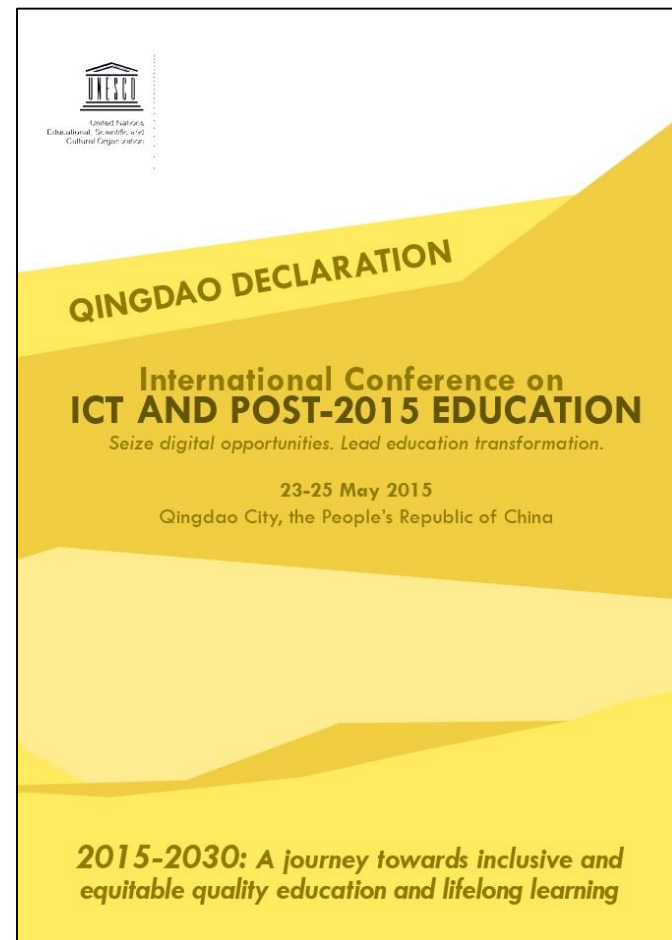 UNESCO
United Nations
Educational, Scientific and
Cultural Organization
QINGDAO DECLARATION
International Conference on
ICT AND POST-2015 EDUCATION
Seize digital opportunities. Lead education transformation.
23-25 May 2015
Qingdao City, the People's Republic of China
2015-2030: A journey towards inclusive and
equitable quality education and lifelong learning